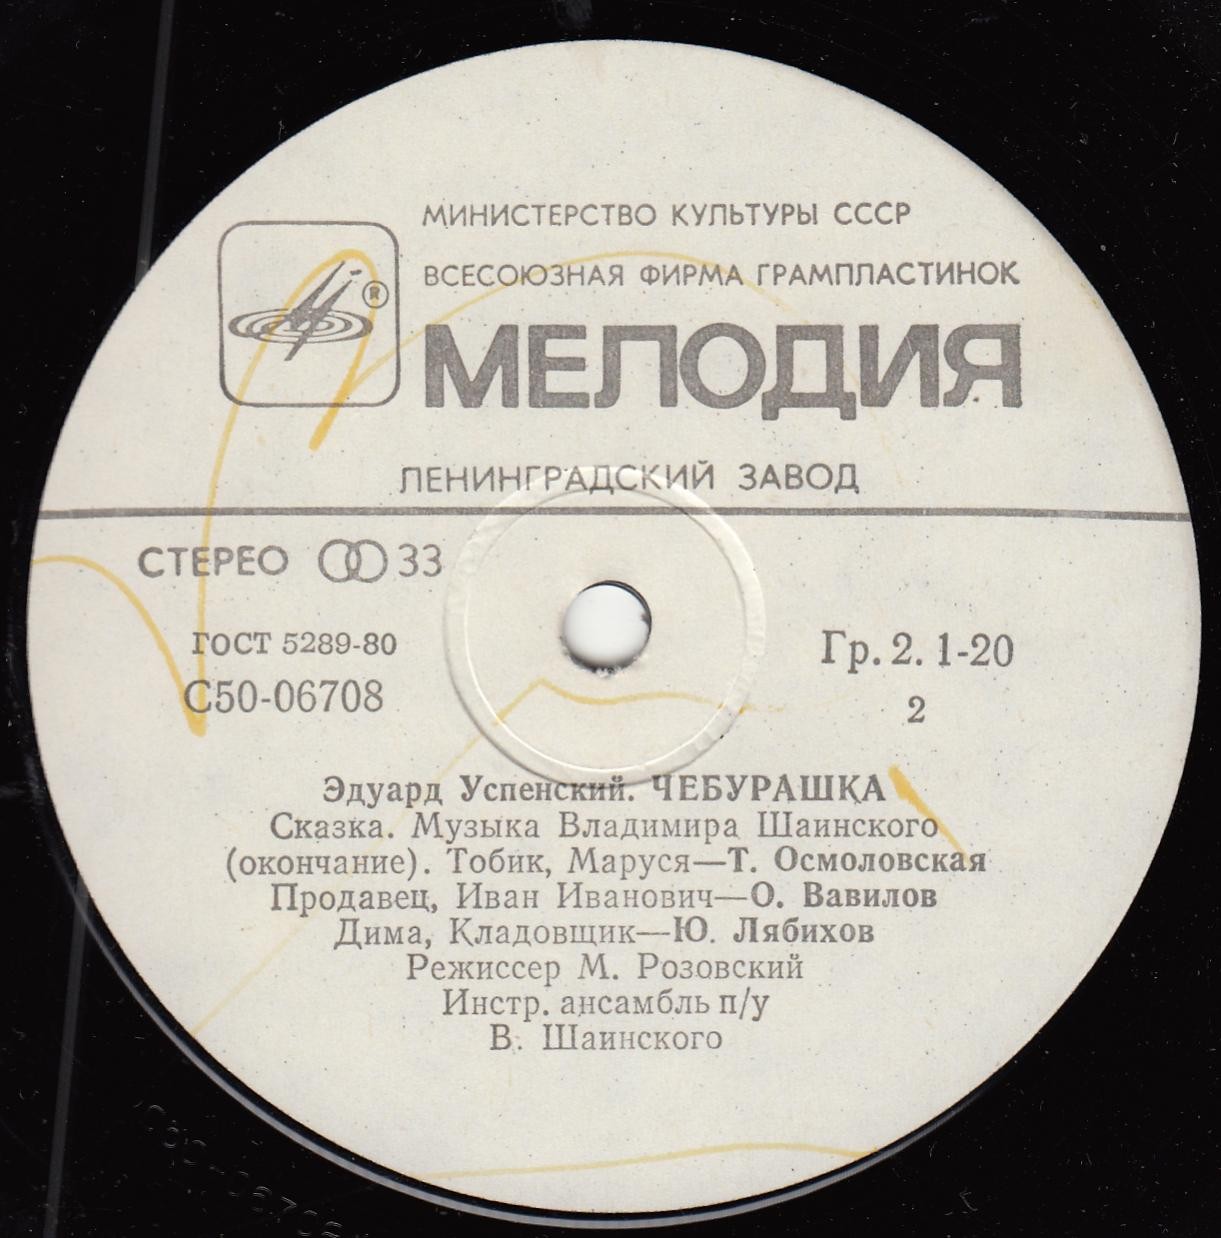 МИНИСТЕРСТВО КУЛЬТУРЫ СССР
ВСЕСОЮЗНАЯ ФИРМА ГРАМПЛАСТИНОК
®
МЕЛОДИЯ
ЛЕНИНГРАДСКИЙ ЗАВОД
СТЕРЕО 33
ГОСТ 5289-80
Гр. 2. 1-20
С50-06708
2
Эдуард Успенский. ЧЕБУРАШКА
Сказка. Музыка Владимира Шаинского
(окончание). Тобик, Маруся—Т. Осмоловская
Продавец, Иван Иванович—О. Вавилов
Дима, Кладовщик—Ю. Лябихов
Режиссер М. Розовский
Инстр. ансамбль п/у
В. Шаинского